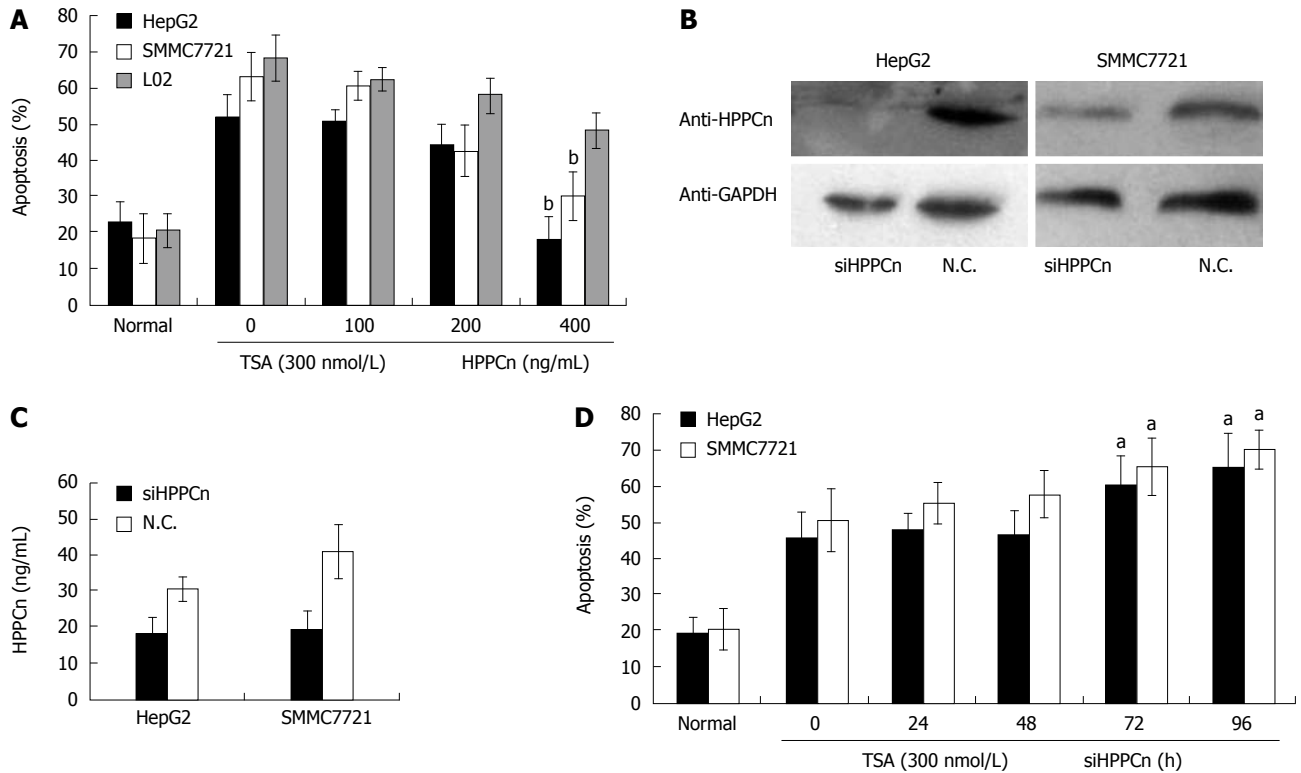 A
80
70
60
50
40
30
20
10
0
Apoptosis (%)
HepG2
SMMC7721
L02
b
b
Normal 0 100 200 400
TSA (300 nmol/L) HPPCn (ng/mL)
B
HepG2 SMMC7721
Anti-HPPCn
Anti-GAPDH
siHPPCn N.C. siHPPCn N.C.
C
60
50
40
30
20
10
0
HPPCn (ng/mL)
siHPPCn
N.C.
HepG2 SMMC7721
D
80
70
60
50
40
30
20
10
0
Apoptosis (%)
HepG2
SMMC7721
a a a a
Normal 0 24 48 72 96
TSA (300 nmol/L) siHPPCn (h)